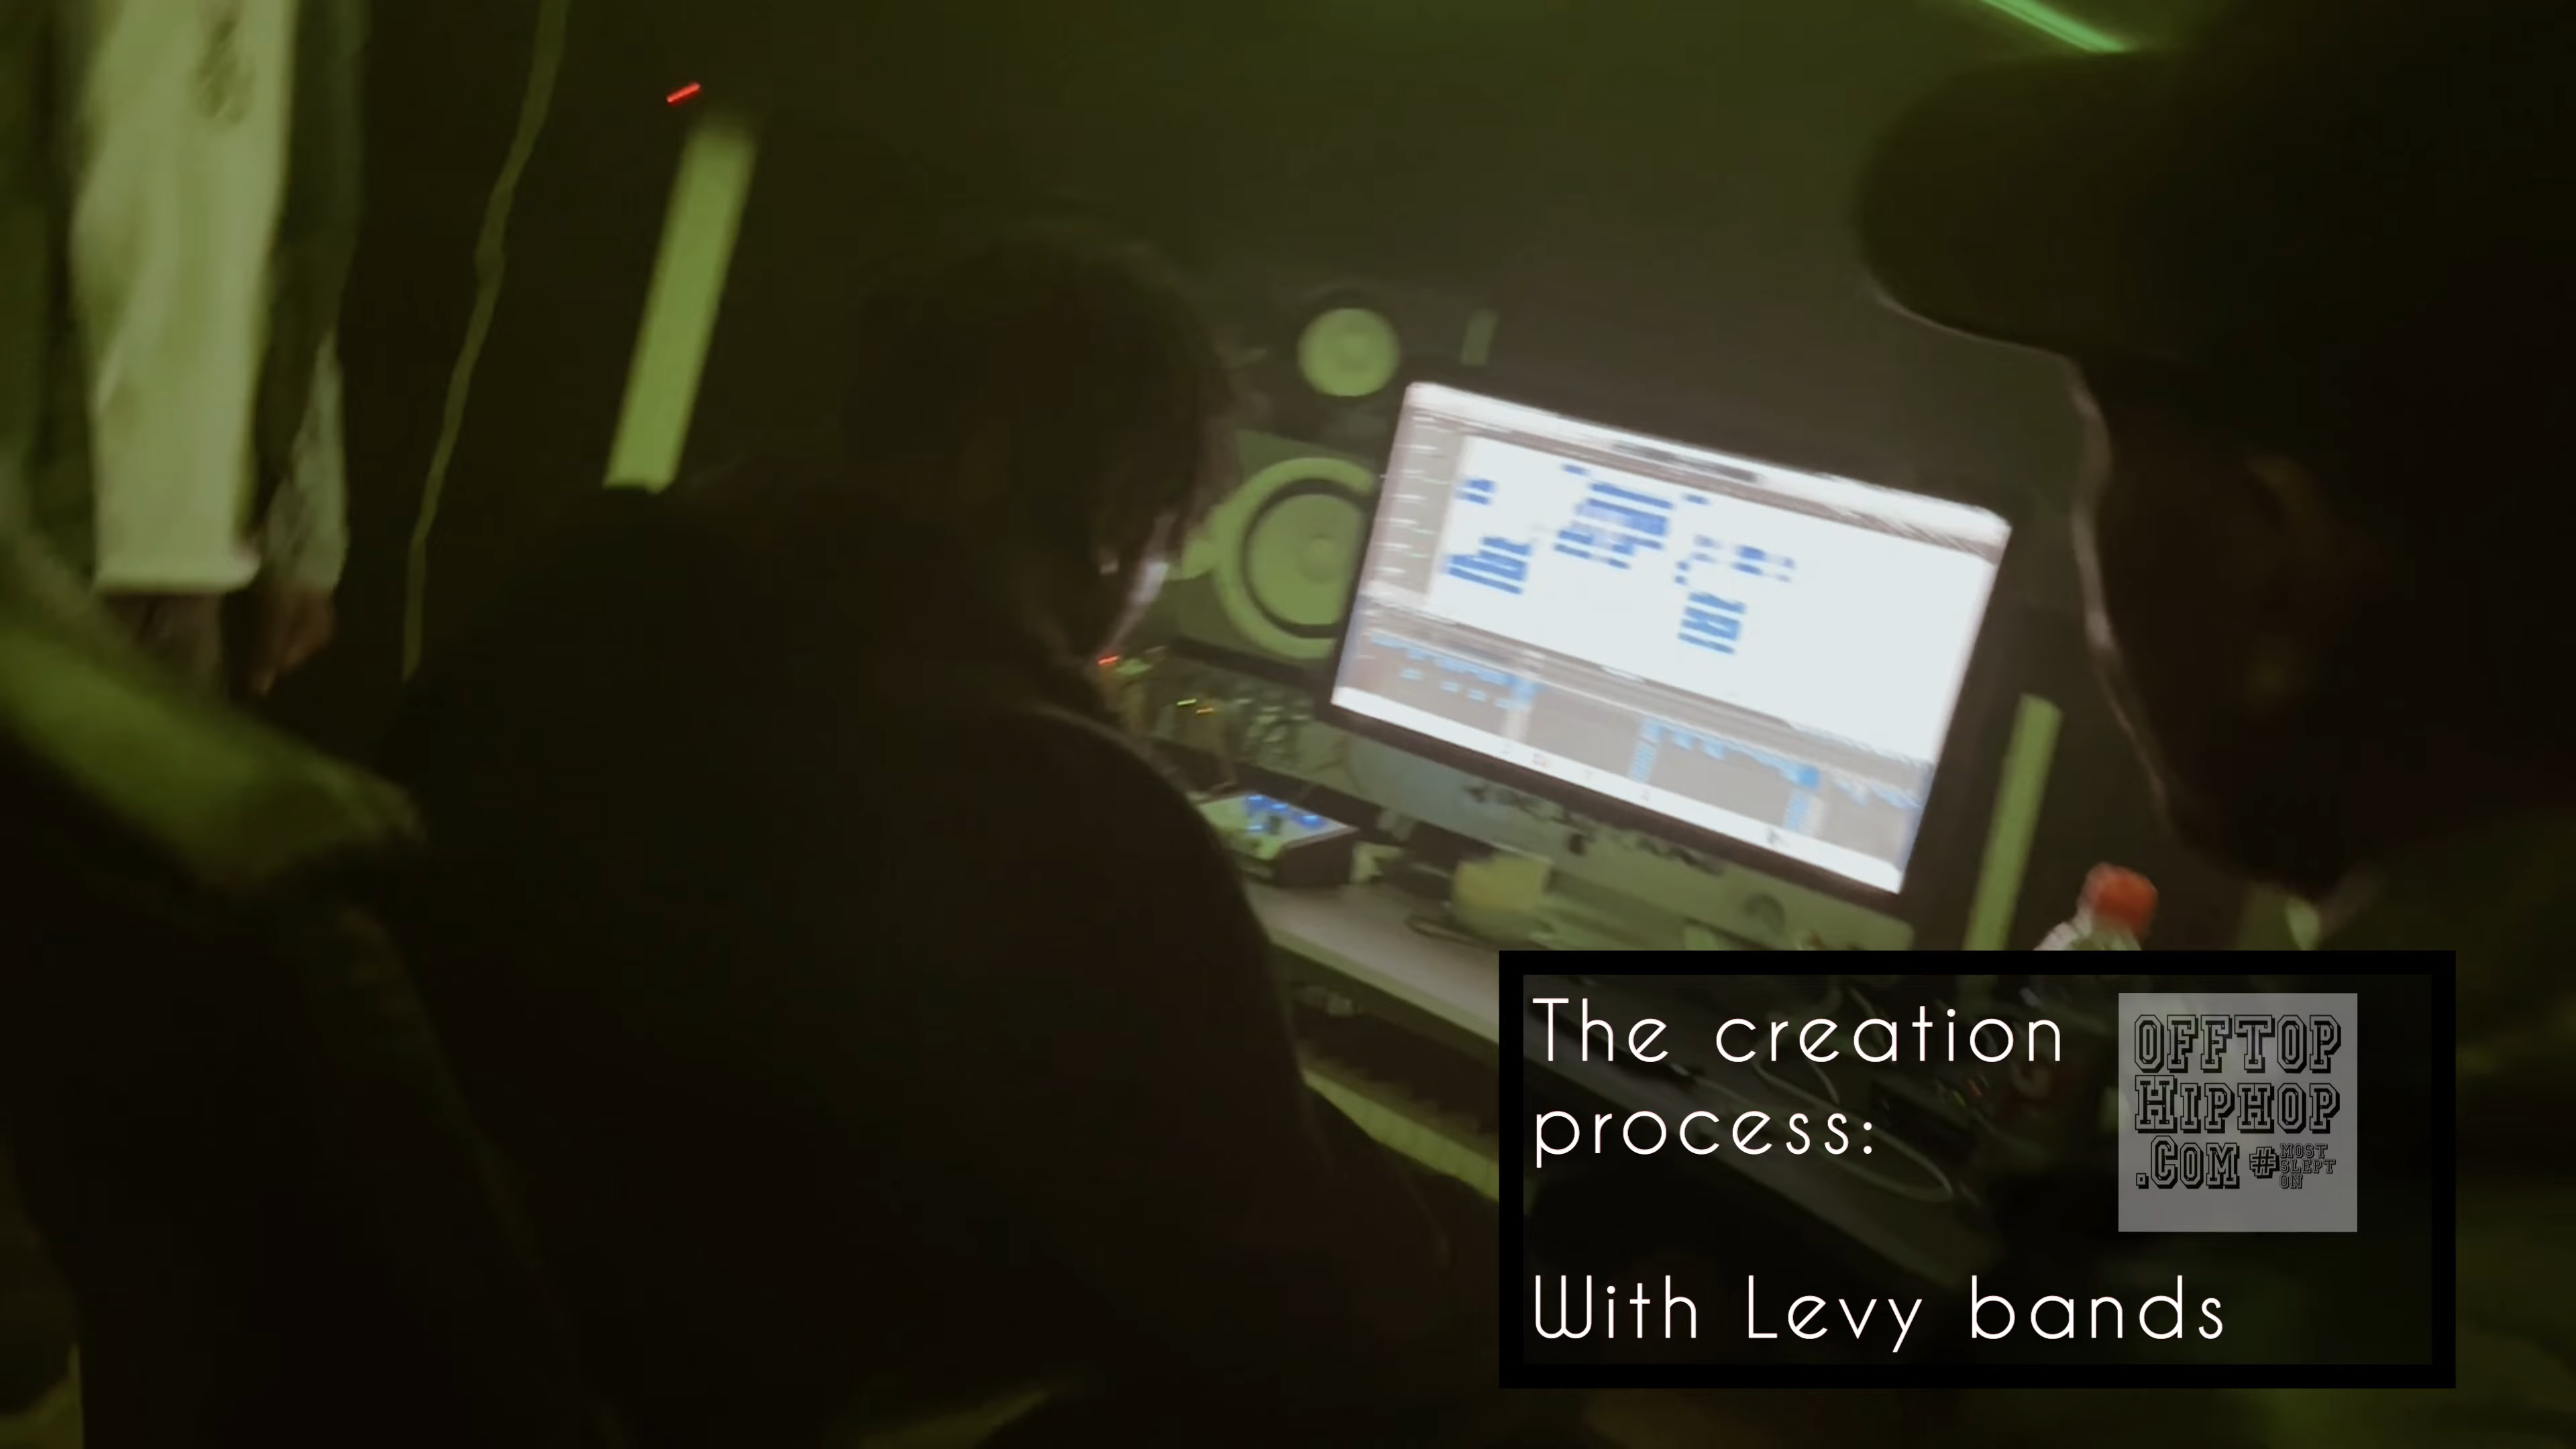 The creation
process:
With Levy bands
OFFTOP
HIPHOP
.COM #MOST
SLEPT
ON